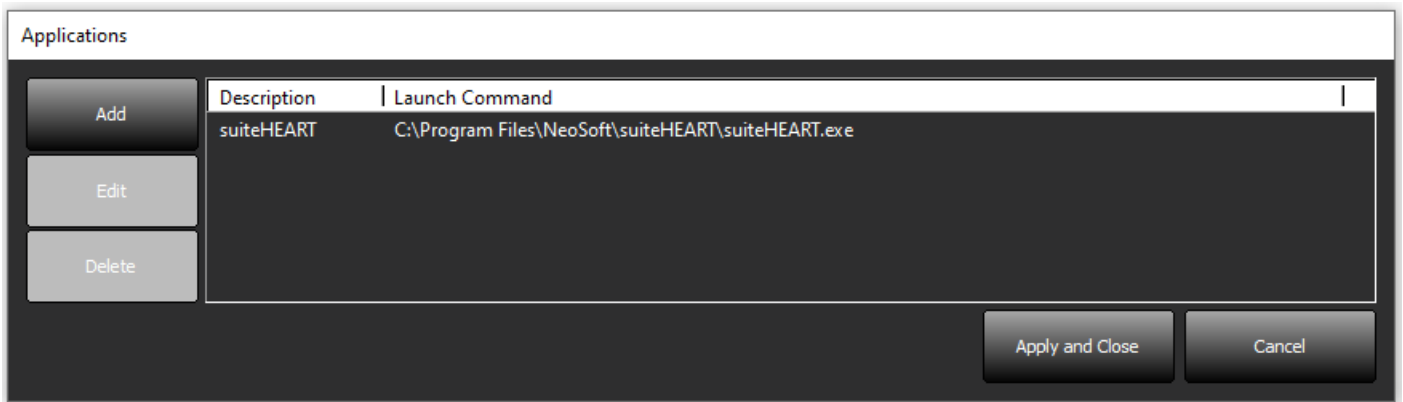 Applications
Add
Edit
Delete
Description Launch Command
suiteHEART C:\Program Files\NeoSoft\suiteHEART\suiteHEART.exe
Apply and Close Cancel